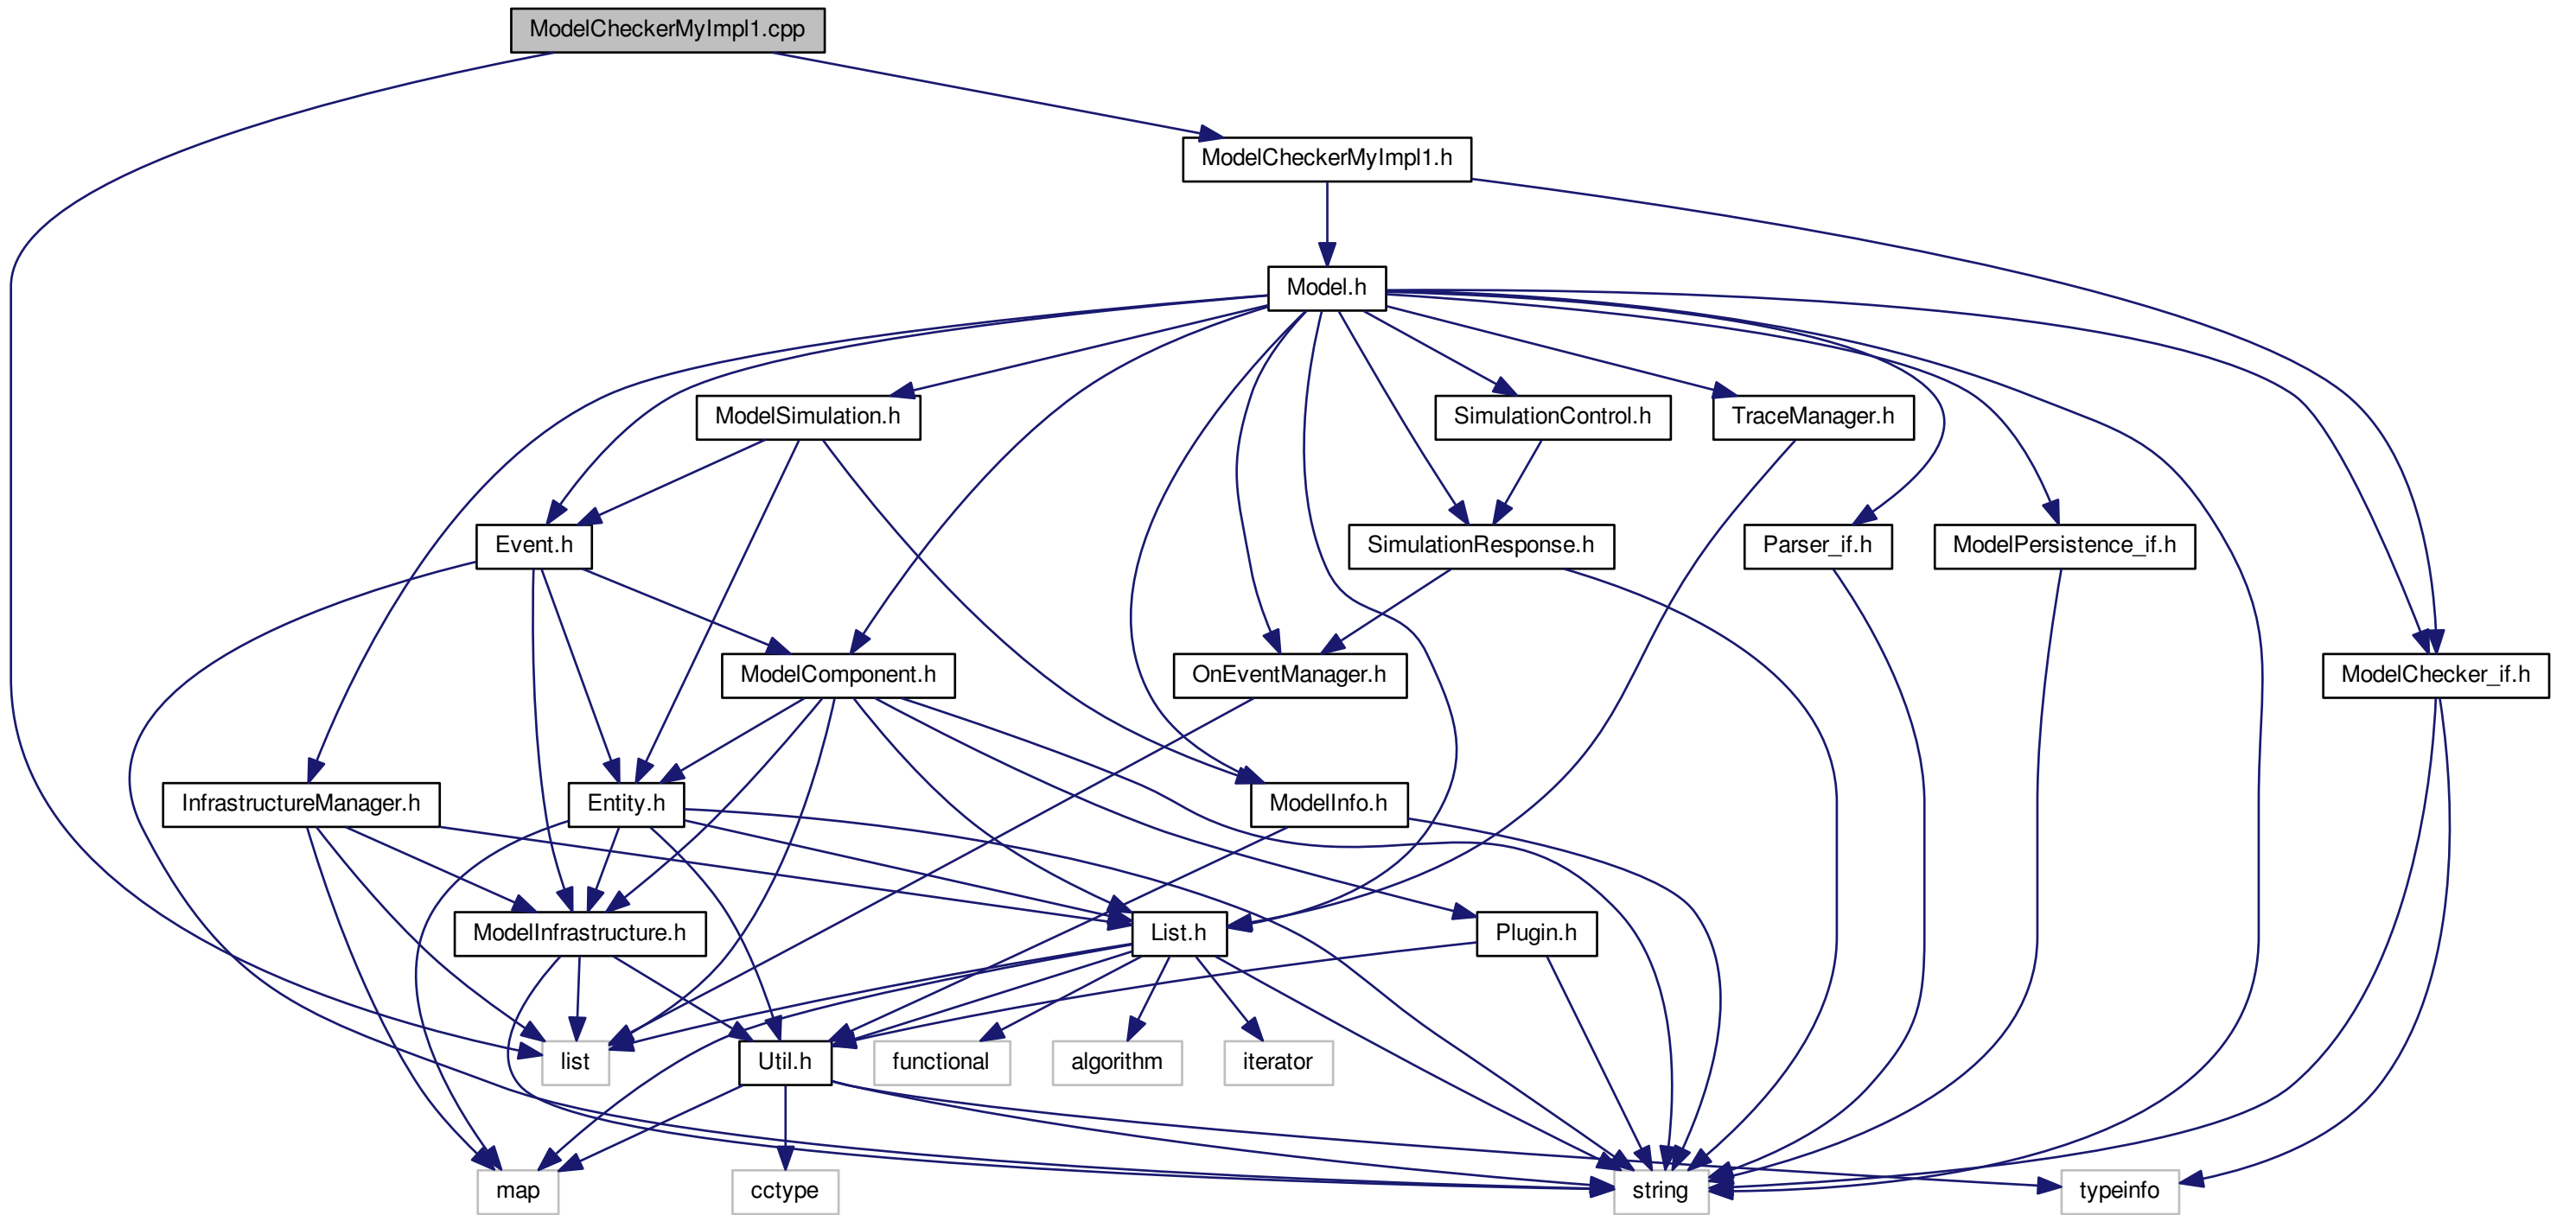 ModelCheckerMyImpl1.cpp
ModelCheckerMyImpl1.h
Model.h
ModelSimulation.h
SimulationControl.h
TraceManager.h
Event.h
SimulationResponse.h
Parser_if.h
ModelPersistence_if.h
ModelComponent.h
OnEventManager.h
ModelChecker_if.h
InfrastructureManager.h
Entity.h
ModelInfo.h
ModelInfrastructure.h
List.h
Plugin.h
list
Util.h
functional
algorithm
iterator
map
cctype
string
typeinfo